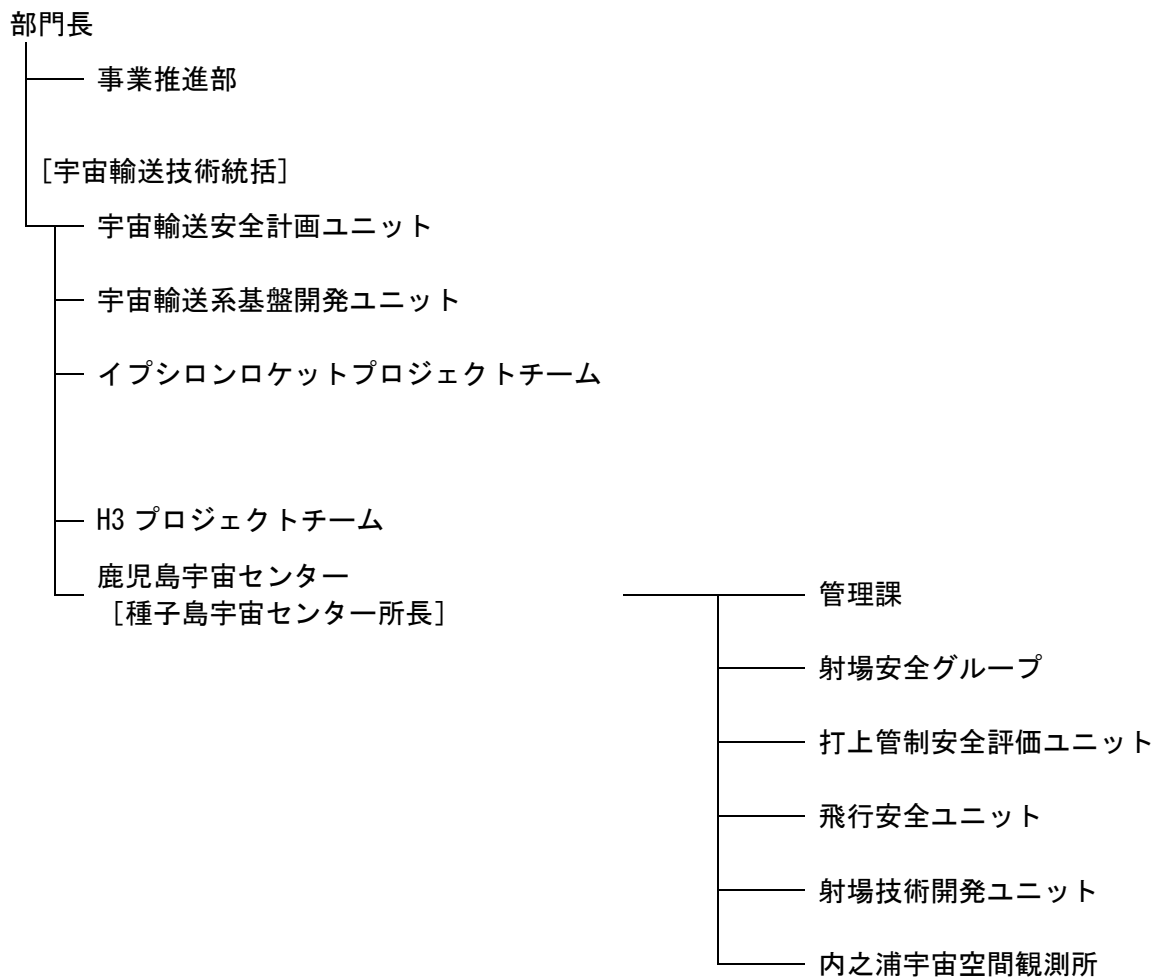 部門長
事業推進部
[宇宙輸送技術統括]
宇宙輸送安全計画ユニット
宇宙輸送系基盤開発ユニット
イプシロンロケットプロジェクトチーム
H3 プロジェクトチーム
鹿児島宇宙センター
[種子島宇宙センター所長]
管理課
射場安全グループ
打上管制安全評価ユニット
飛行安全ユニット
射場技術開発ユニット
内之浦宇宙空間観測所